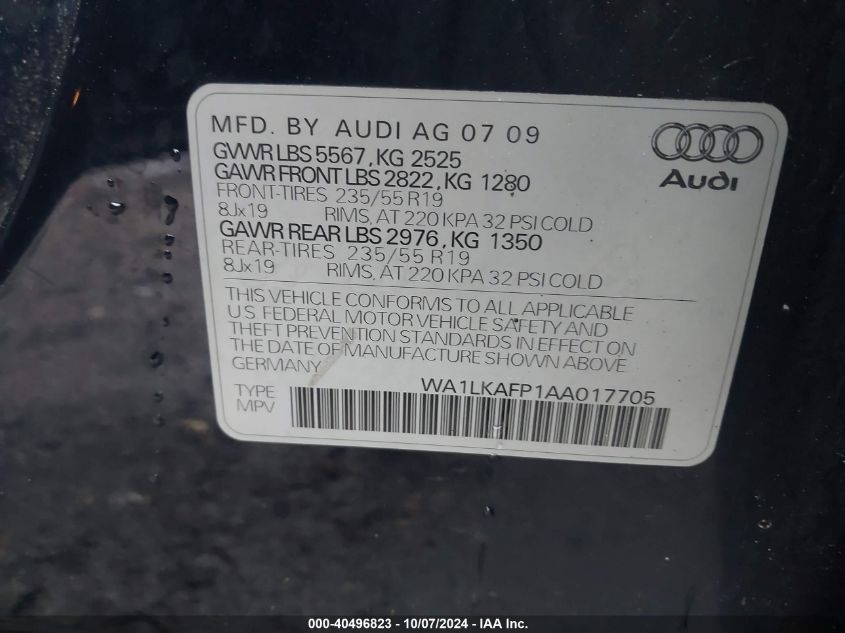 MFD. BY AUDI AG 07 09
GVWR LBS 5567, KG 2525
GAWR FRONT LBS 2822, KG 1280
FRONT-TIRES 235/55 R19
8Jx19 RIMS, AT 220 KPA 32 PSI COLD
GAWR REAR LBS 2976, KG 1350
REAR-TIRES 235/55 R19
8Jx19 RIMS, AT 220 KPA 32 PSI COLD
Audi
THIS VEHICLE CONFORMS TO ALL APPLICABLE
U.S. FEDERAL MOTOR VEHICLE SAFETY AND
THEFT PREVENTION STANDARDS IN EFFECT ON
THE DATE OF MANUFACTURE SHOWN ABOVE
GERMANY
WA1LKAFP1AA017705
TYPE
MPV
000-40496823 - 10/07/2024 - IAA Inc.